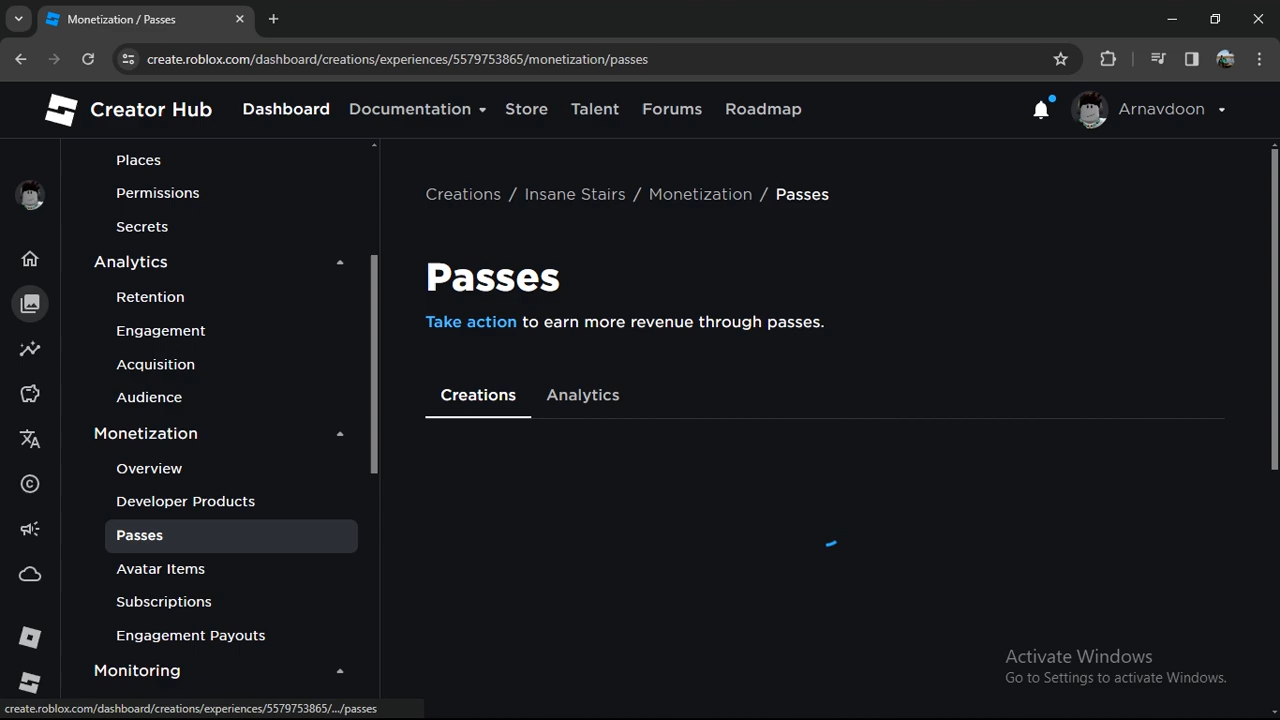 Monetization / Passes
create.roblox.com/dashboard/creations/experiences/5579753865/monetization/passes
Creator Hub
Dashboard
Documentation
Store
Talent
Forums
Roadmap
Arnavdoon
Places
Permissions
Secrets
Analytics
Retention
Engagement
Acquisition
Audience
Monetization
Overview
Developer Products
Passes
Avatar Items
Subscriptions
Engagement Payouts
Monitoring
Creations / Insane Stairs / Monetization / Passes
Passes
Take action to earn more revenue through passes.
Creations
Analytics
Activate Windows
Go to Settings to activate Windows.
create.roblox.com/dashboard/creations/experiences/5579753865/.../passes